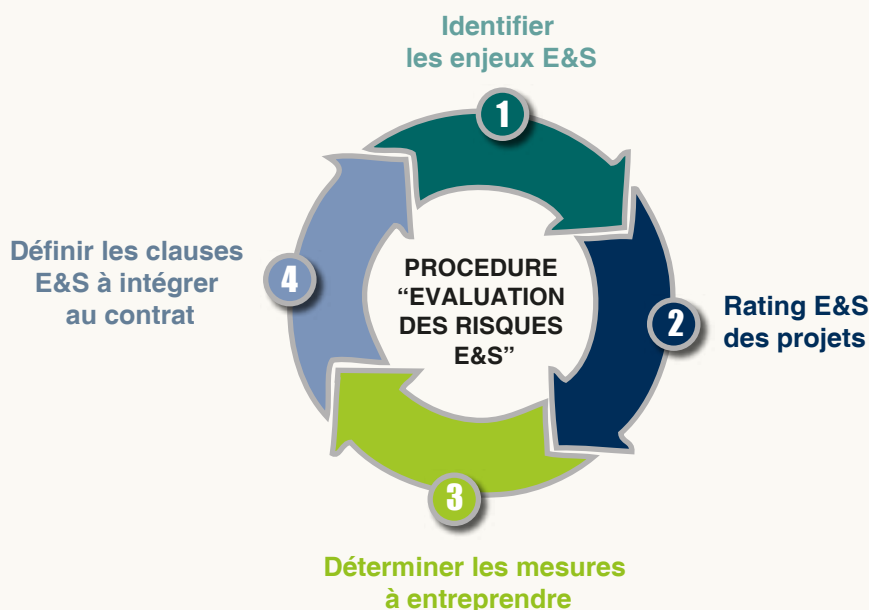 Identifier
les enjeux E&S
1
PROCEDURE
“EVALUATION
DES RISQUES
E&S”
2
Rating E&S
des projets
3
Déterminer les mesures
à entreprendre
4
Définir les clauses
E&S à intégrer
au contrat